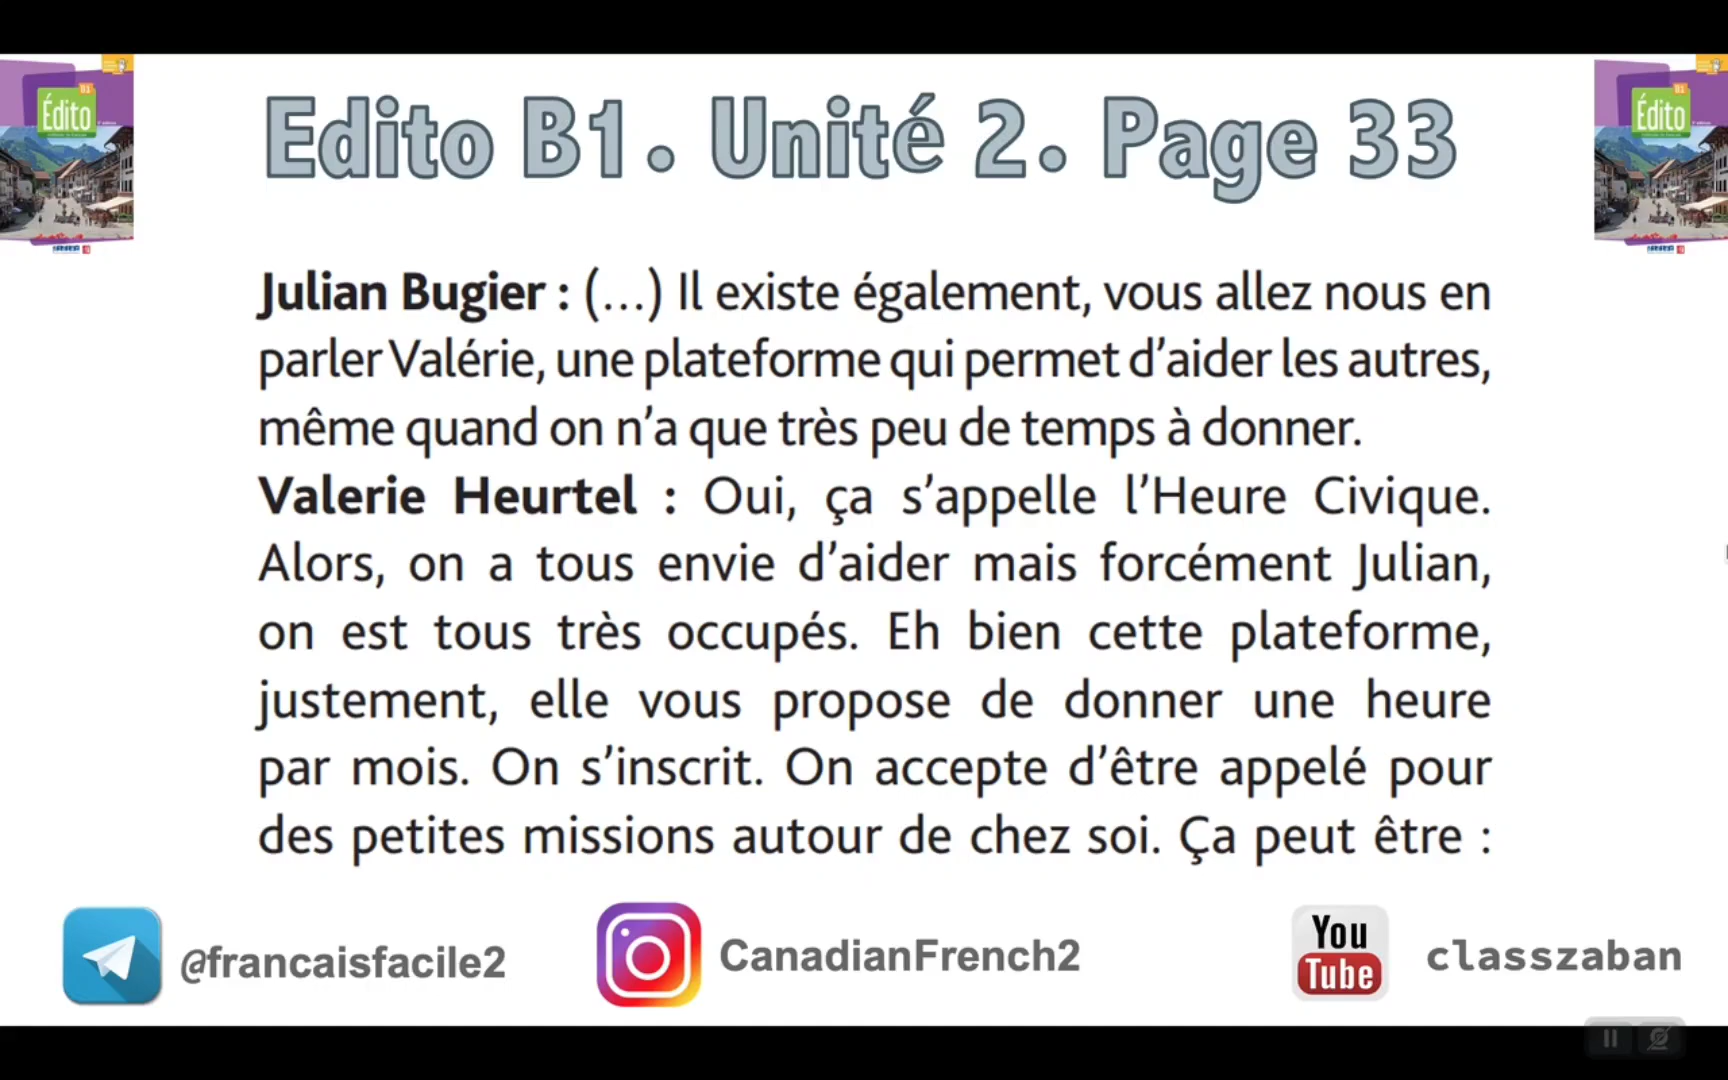 Edito B1. Unité 2. Page 33
Édito
B1
Édito
B1
Julian Bugier : (…) Il existe également, vous allez nous en
parler Valérie, une plateforme qui permet d’aider les autres,
même quand on n’a que très peu de temps à donner.
Valerie Heurtel : Oui, ça s’appelle l’Heure Civique.
Alors, on a tous envie d’aider mais forcément Julian,
on est tous très occupés. Eh bien cette plateforme,
justement, elle vous propose de donner une heure
par mois. On s’inscrit. On accepte d’être appelé pour
des petites missions autour de chez soi. Ça peut être :
@francaisfacile2
CanadianFrench2
You
Tube
classzaban